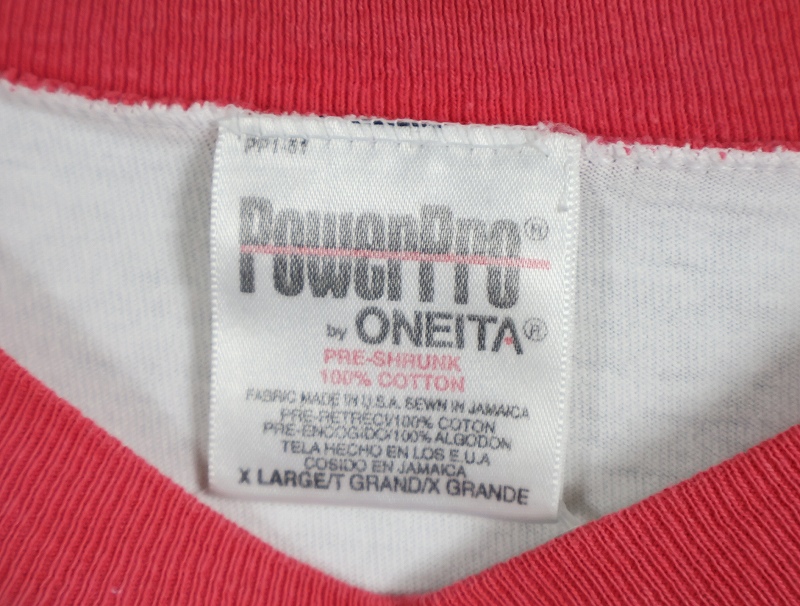 PP1-51
PowerPro®
by ONEITA®
PRE-SHRUNK
100% COTTON
FABRIC MADE IN U.S.A. SEWN IN JAMAICA
PRE-RETRECI/100% COTON
PRE-ENCOGIDO/100% ALGODON
TELA HECHO EN LOS E.U.A
COSIDO EN JAMAICA
X LARGE/T GRAND/X GRANDE